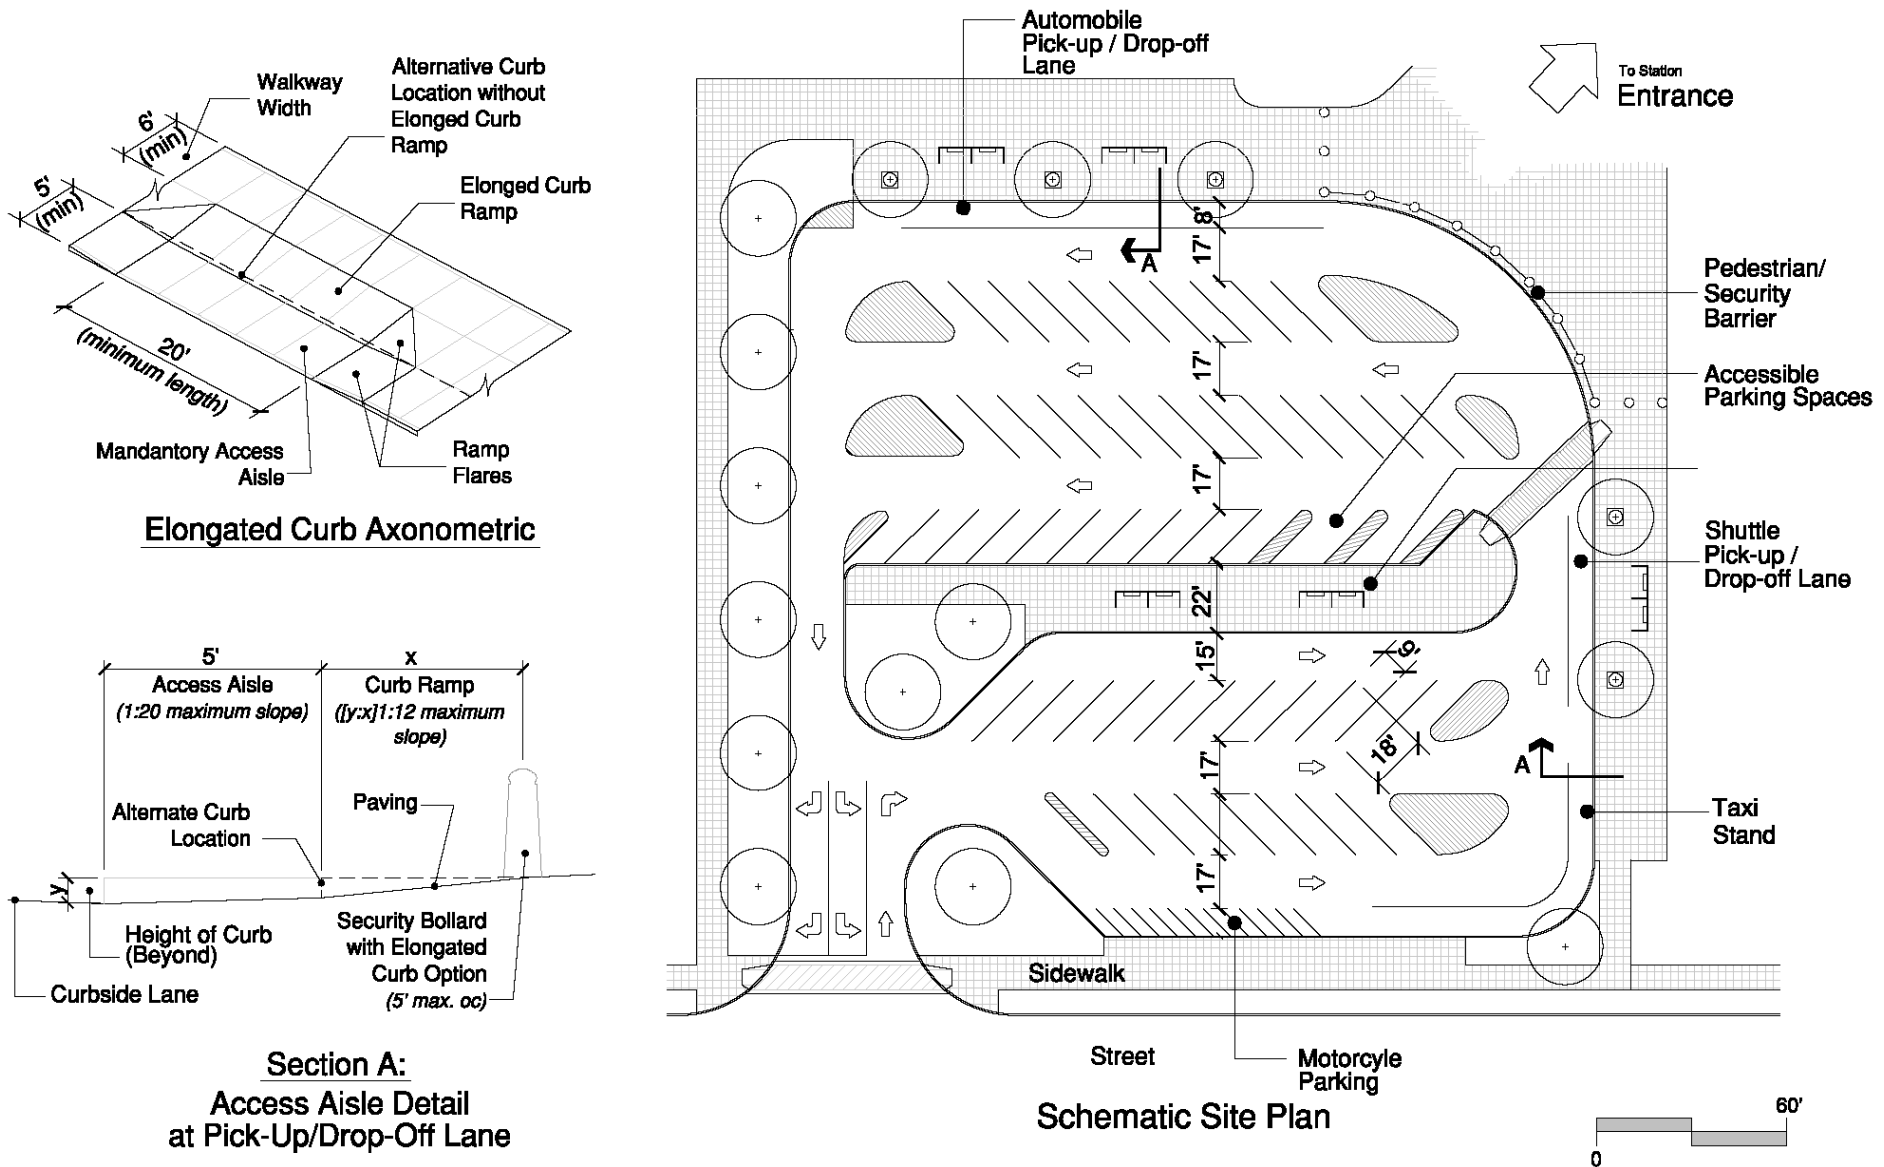 Walkway
Width
6'
(min)
5'
(min)
Alternative Curb
Location without
Elonged Curb
Ramp
Elonged Curb
Ramp
20'
(minimum length)
Mandantory Access
Aisle
Ramp
Flares
Elongated Curb Axonometric
5'
x
Access Aisle
(1:20 maximum slope)
Curb Ramp
([y:x]1:12 maximum
slope)
Alternate Curb
Location
Paving
y
Height of Curb
(Beyond)
Curbside Lane
Security Bollard
with Elongated
Curb Option
(5' max. oc)
Section A:
Access Aisle Detail
at Pick-Up/Drop-Off Lane
Automobile
Pick-up / Drop-off
Lane
To Station
Entrance
8'
17'
A
17'
17'
22'
15'
9'
18'
17'
17'
A
Pedestrian/
Security
Barrier
Accessible
Parking Spaces
Shuttle
Pick-up /
Drop-off Lane
Taxi
Stand
Sidewalk
Street
Motorcyle
Parking
Schematic Site Plan
60'
0